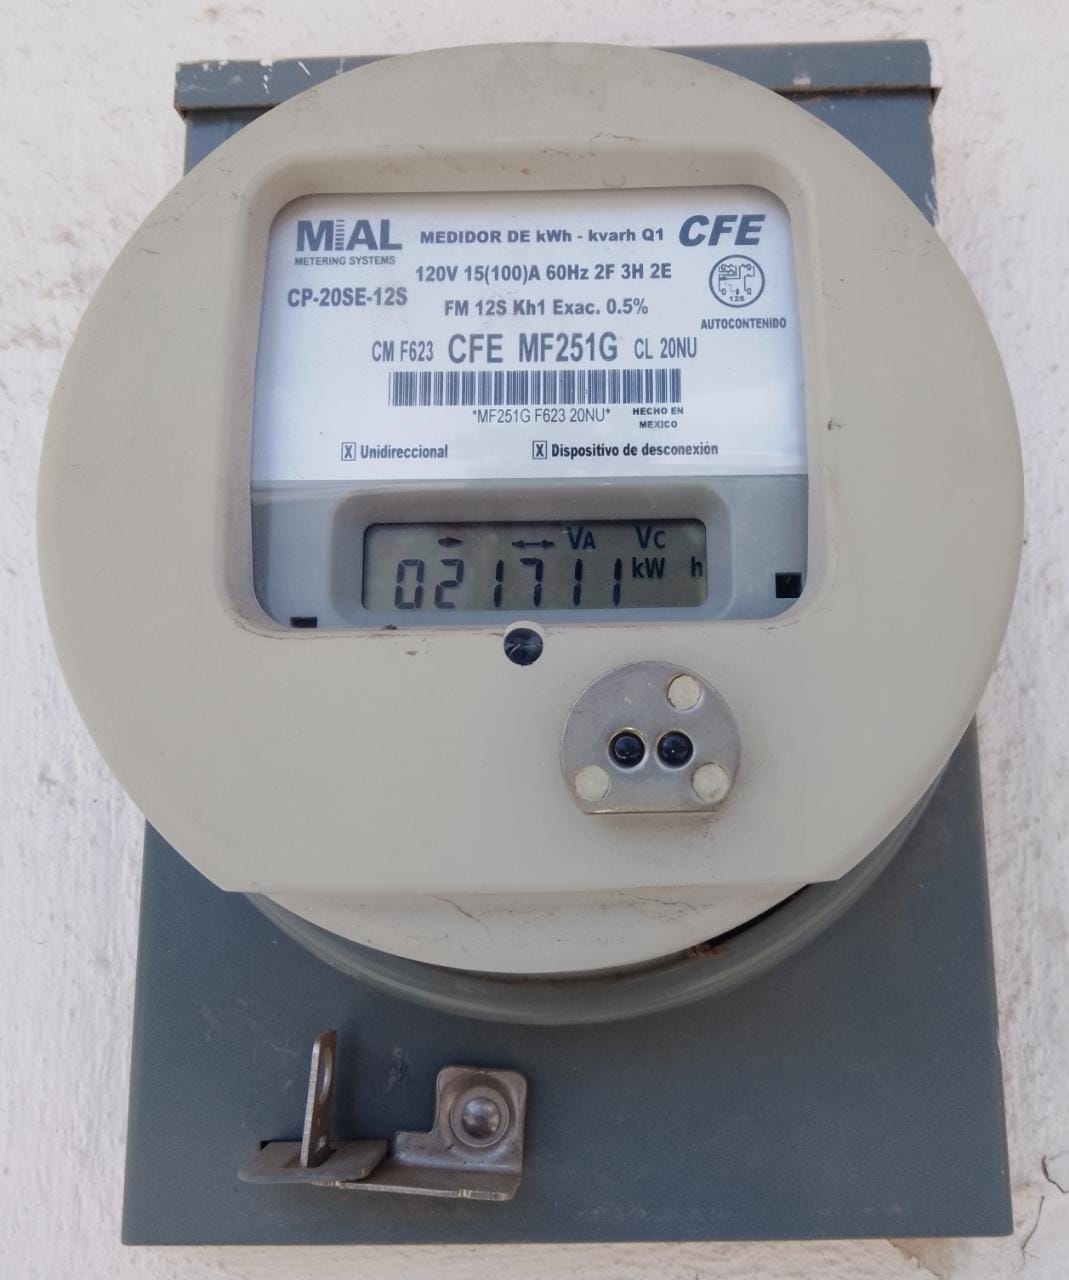 MIAL
METERING SYSTEMS
MEDIDOR DE kWh - kvarh Q1
CFE
120V 15(100)A 60Hz 2F 3H 2E
CP-20SE-12S
FM 12S Kh1 Exac. 0.5%
12S
AUTOCONTENIDO
CM F623 CFE MF251G CL 20NU
*MF251G F623 20NU*
HECHO EN
MEXICO
X Unidireccional
X Dispositivo de desconexión
VA VC
021711 kW h